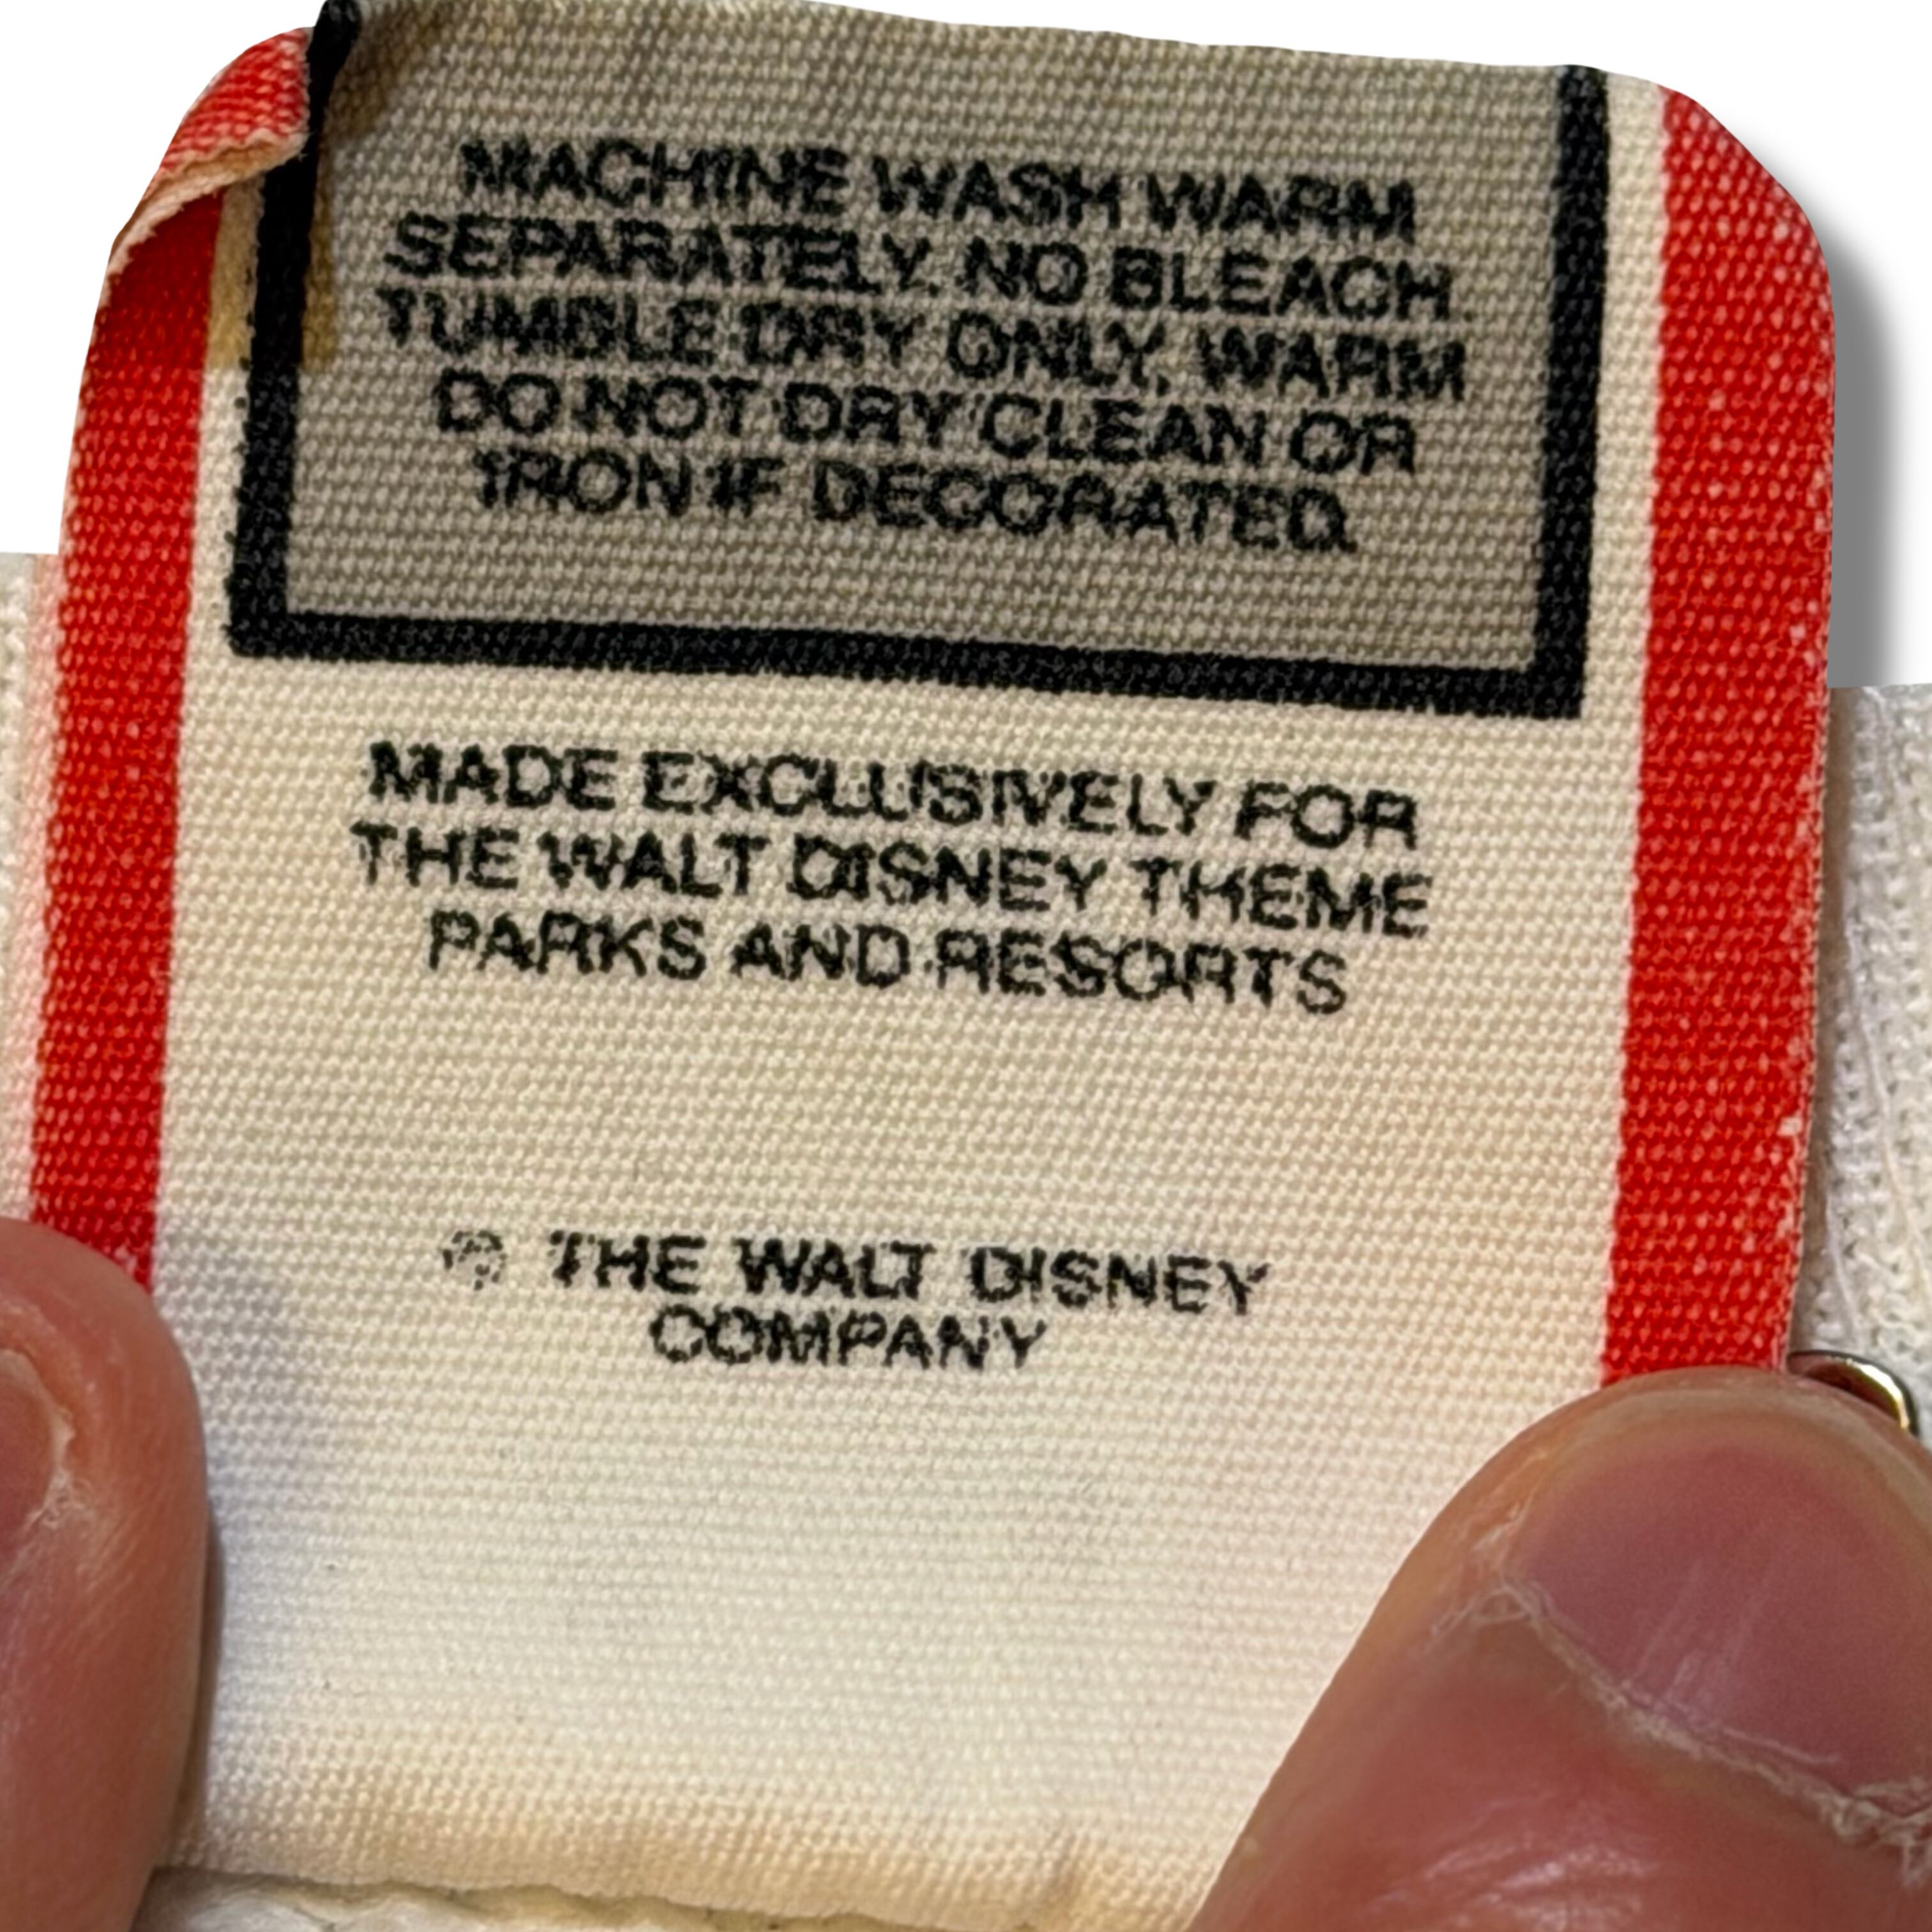 MACHINE WASH WARM
SEPARATELY. NO BLEACH
TUMBLE DRY ONLY, WARM
DO NOT DRY CLEAN OR
IRON IF DECORATED.
MADE EXCLUSIVELY FOR
THE WALT DISNEY THEME
PARKS AND RESORTS
© THE WALT DISNEY
COMPANY